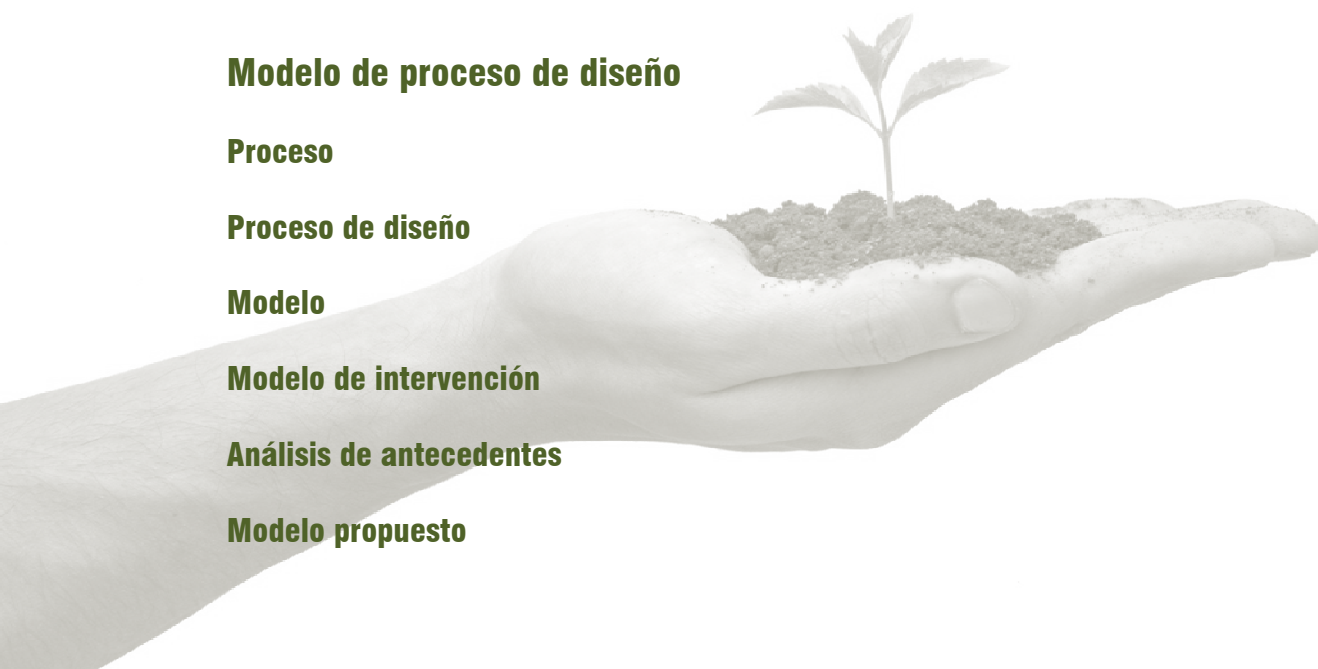 Modelo de proceso de diseño
Proceso
Proceso de diseño
Modelo
Modelo de intervención
Análisis de antecedentes
Modelo propuesto